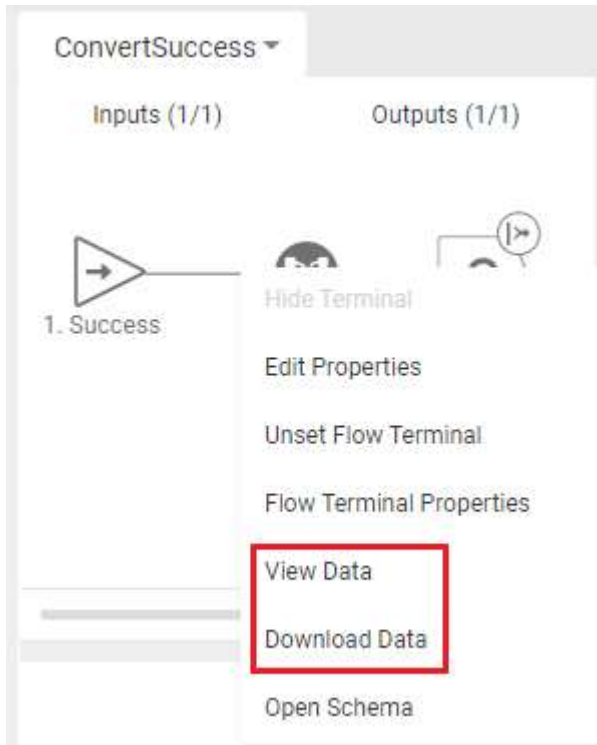 ConvertSuccess
Inputs (1/1) Outputs (1/1)
1. Success
Hide Terminal
Edit Properties
Unset Flow Terminal
Flow Terminal Properties
View Data
Download Data
Open Schema